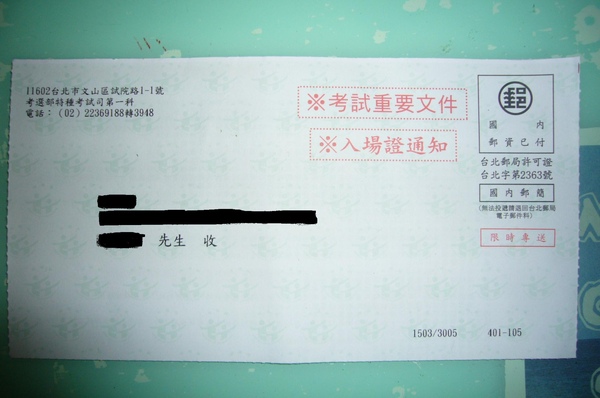 11602台北市文山區試院路1-1號
考選部特種考試司第一科
電話：(02)22369188轉3948
※考試重要文件
※入場證通知
郵
國內
郵資已付
台北郵局許可證
台北字第2363號
國內郵簡
(無法投遞請退回台北郵局
電子郵件科)
限時專送
先生 收
1503/3005 401-105